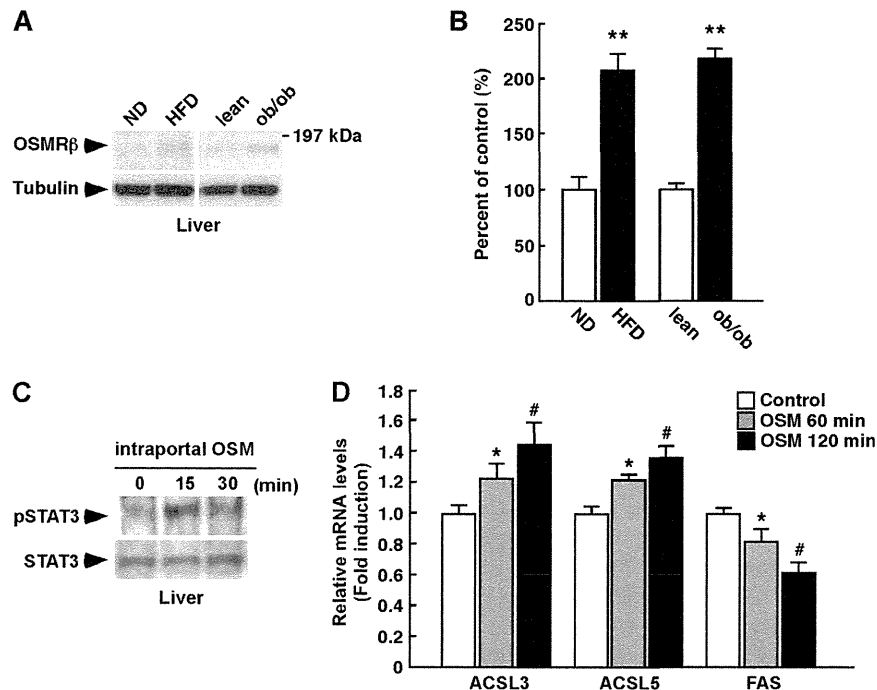 A
ND HFD lean ob/ob
197 kDa
OSMRβ
Tubulin
Liver
B
Percent of control (%)
250
200
150
100
50
0
**
**
ND HFD lean ob/ob
C
intraportal OSM
0 15 30 (min)
pSTAT3
STAT3
Liver
D
Relative mRNA levels
(Fold induction)
1.8
1.6
1.4
1.2
1.0
0.8
0.6
0.4
0.2
0
Control
OSM 60 min
OSM 120 min
* #
* #
* #
ACSL3 ACSL5 FAS